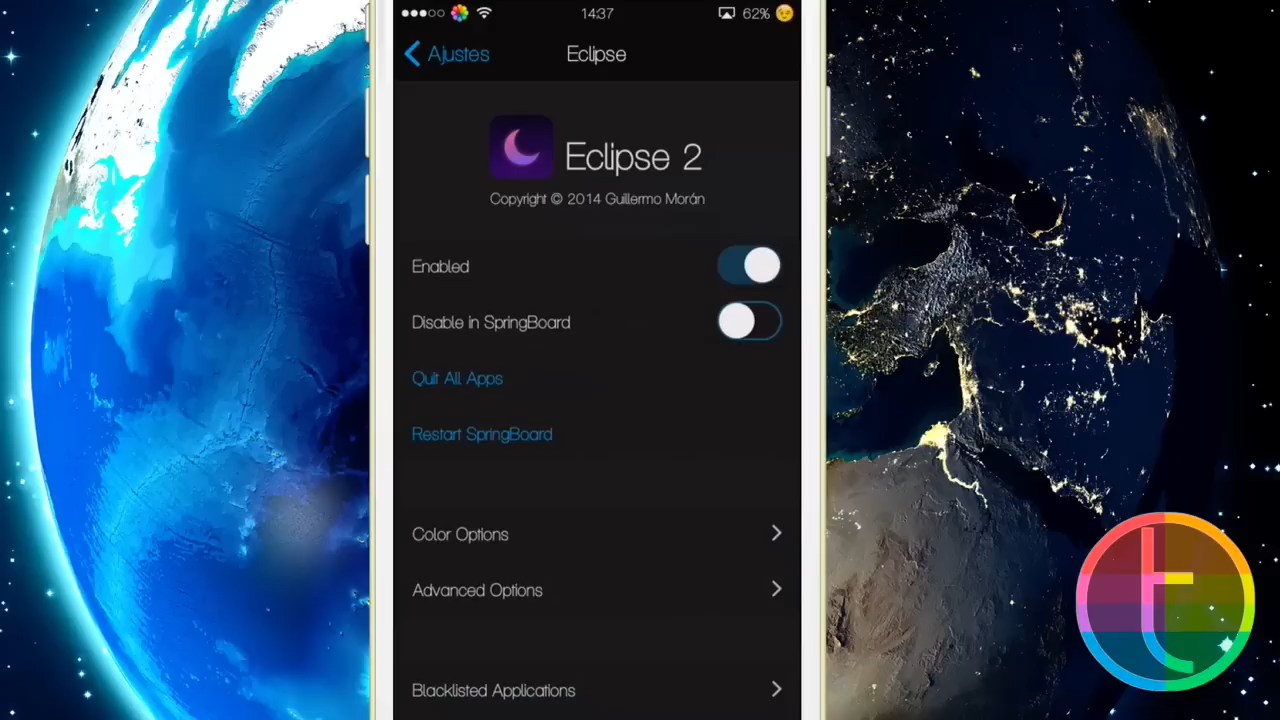 14:37
62%
Ajustes
Eclipse
Eclipse 2
Copyright © 2014 Guillermo Morán
Enabled
Disable in SpringBoard
Quit All Apps
Restart SpringBoard
Color Options
Advanced Options
Blacklisted Applications
t